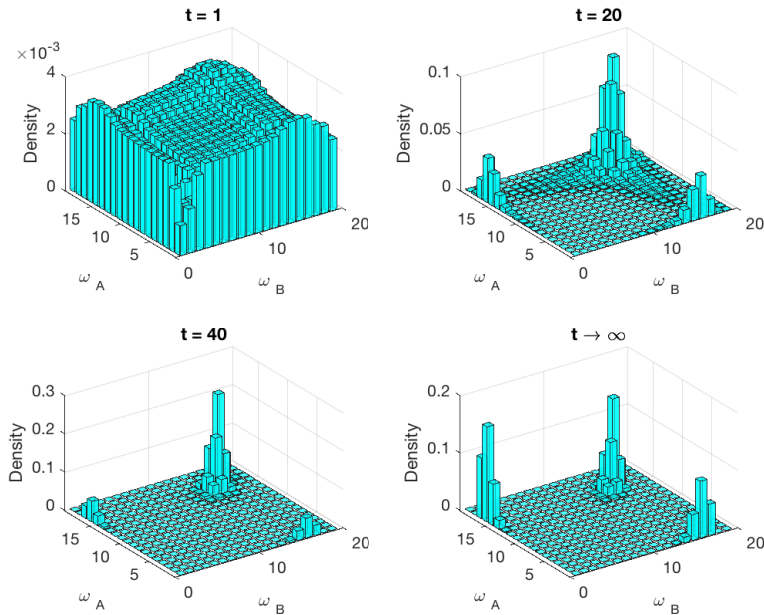 t = 1
×10⁻³
4
2
0
Density
15
10
5
ω A
0
10
20
ω B
t = 20
0.1
0.05
0
Density
15
10
5
ω A
0
10
20
ω B
t = 40
0.3
0.2
0.1
0
Density
15
10
5
ω A
0
10
20
ω B
t → ∞
0.2
0.1
0
Density
15
10
5
ω A
0
10
20
ω B